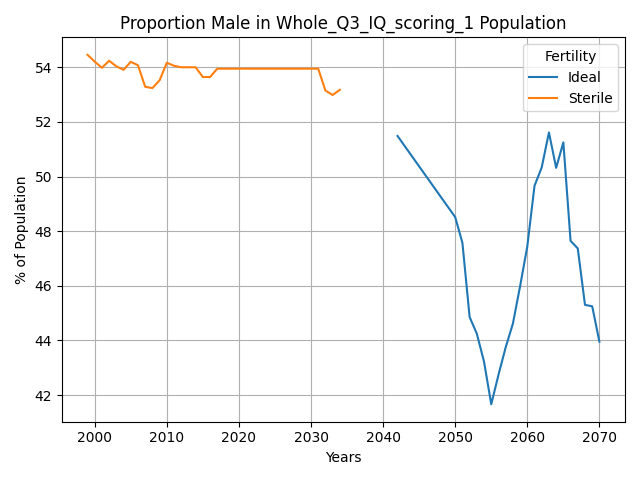 Proportion Male in Whole_Q3_IQ_scoring_1 Population
Fertility
Ideal
Sterile
% of Population
54
52
50
48
46
44
42
2000 2010 2020 2030 2040 2050 2060 2070
Years